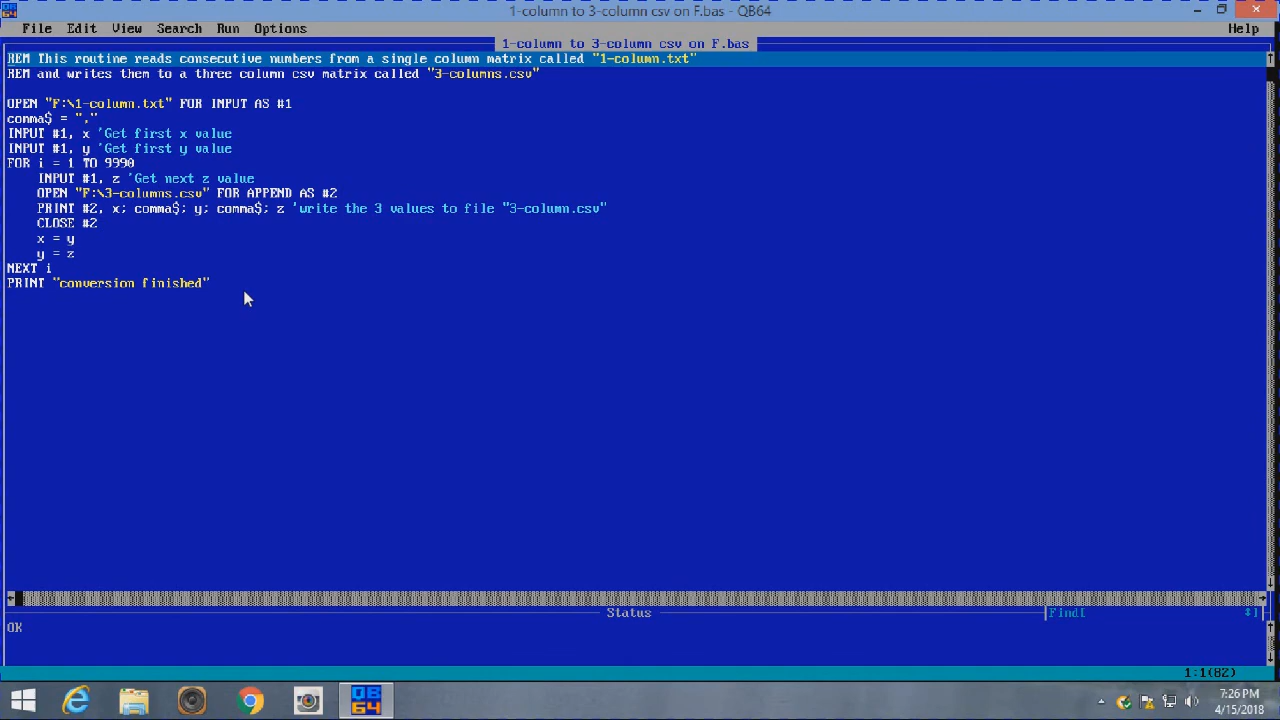 1-column to 3-column csv on F.bas - QB64
File Edit View Search Run Options Help
1-column to 3-column csv on F.bas
REM This routine reads consecutive numbers from a single column matrix called "1-column.txt"
REM and writes them to a three column csv matrix called "3-columns.csv"
OPEN "F:\1-column.txt" FOR INPUT AS #1
comma$ = ","
INPUT #1, x 'Get first x value
INPUT #1, y 'Get first y value
FOR i = 1 TO 9990
INPUT #1, z 'Get next z value
OPEN "F:\3-columns.csv" FOR APPEND AS #2
PRINT #2, x; comma$; y; comma$; z 'write the 3 values to file "3-column.csv"
CLOSE #2
x = y
y = z
NEXT i
PRINT "conversion finished"
Status
Find[
OK
1:1(82)
QB
64
7:26 PM
4/15/2018